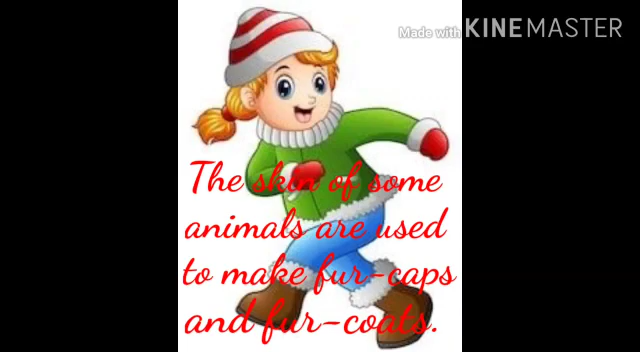 Made with KINEMASTER
The skin of some
animals are used
to make fur-caps
and fur-coats.